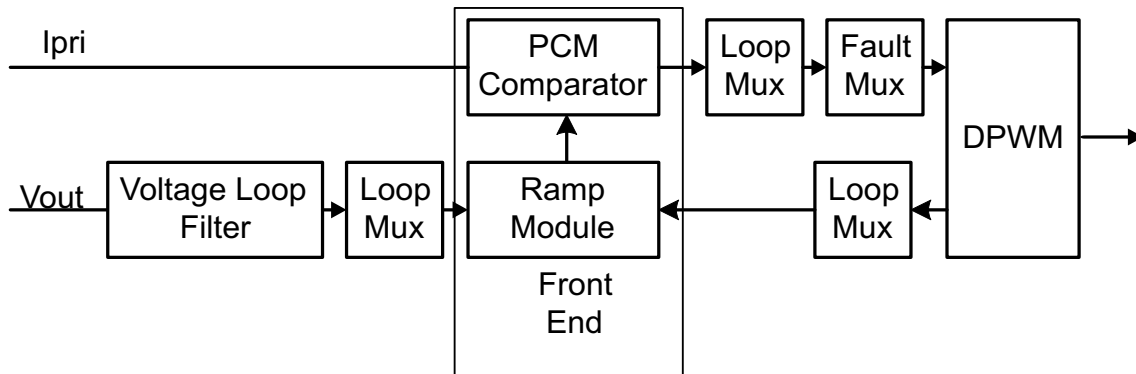 Ipri
PCM
Comparator
Loop
Mux
Fault
Mux
DPWM
Vout
Voltage Loop
Filter
Loop
Mux
Ramp
Module
Loop
Mux
Front
End